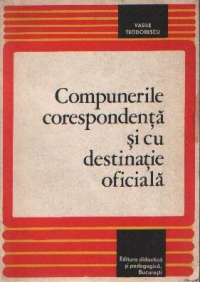 VASILE
TEODORESCU
Compunerile
corespondență
și cu
destinație
oficială
Editura didactică
și pedagogică,
București